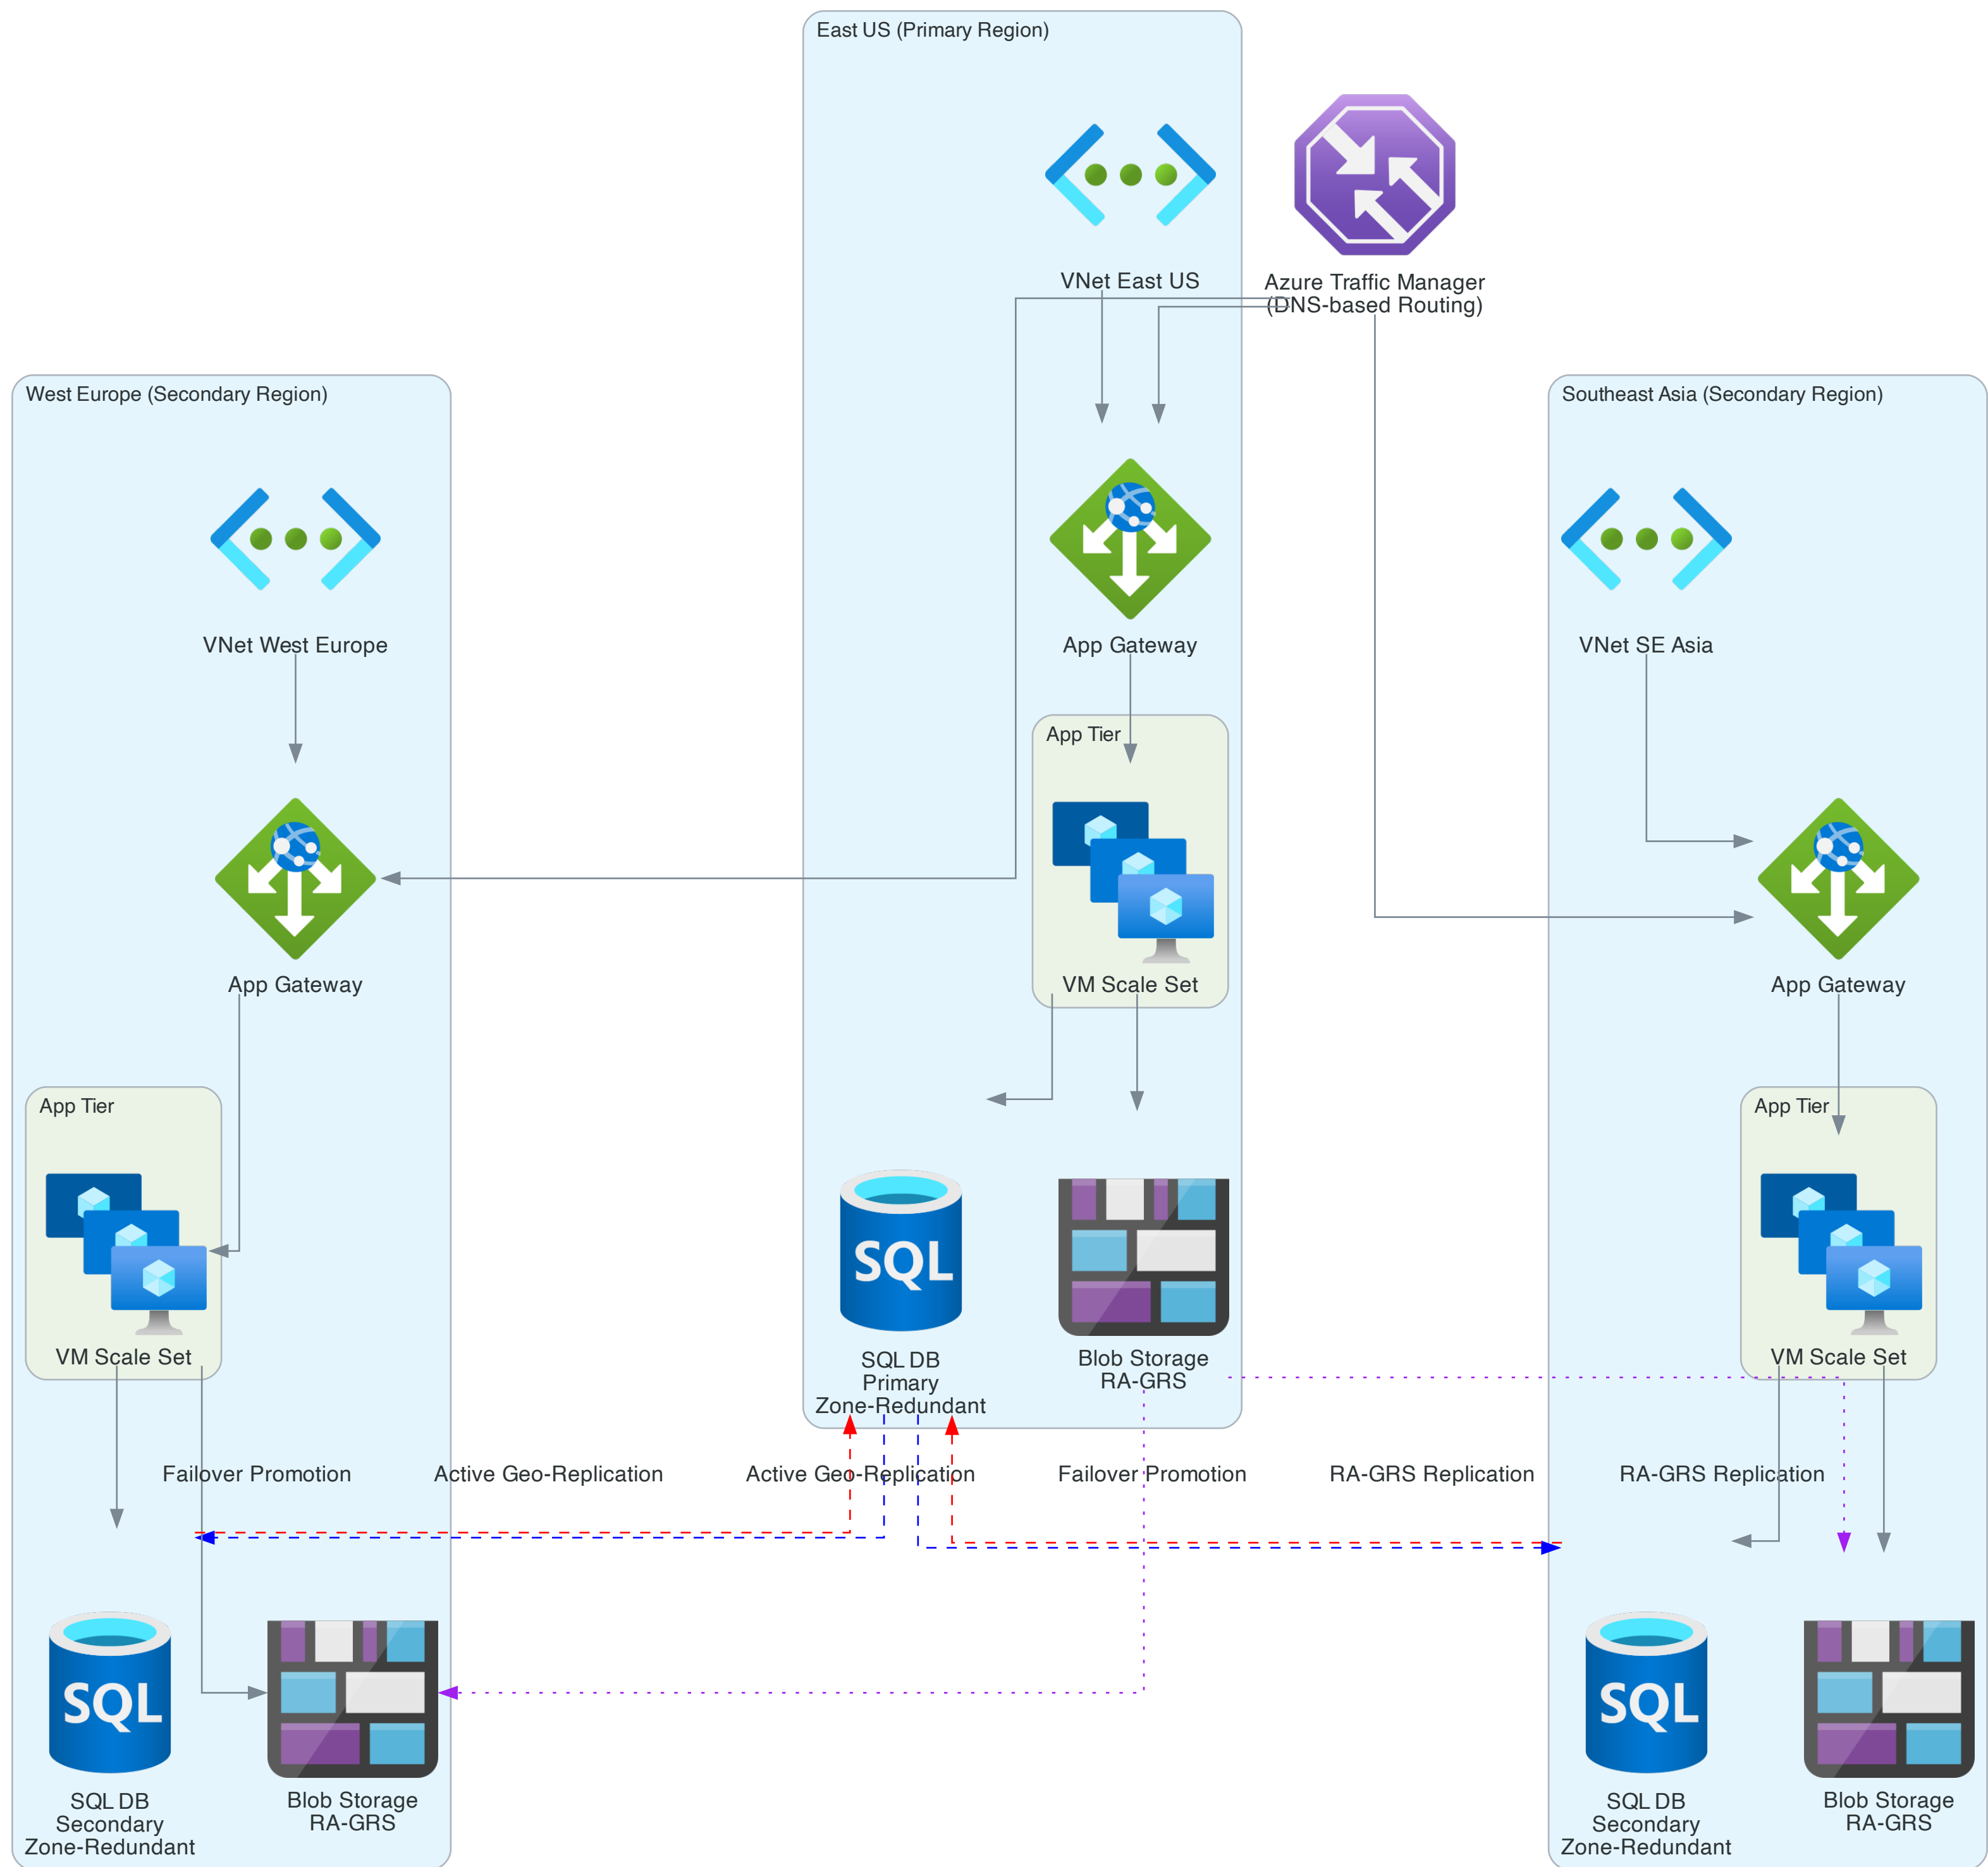 East US (Primary Region)
VNet East US
Azure Traffic Manager
(DNS-based Routing)
West Europe (Secondary Region)
Southeast Asia (Secondary Region)
VNet West Europe
App Gateway
VNet SE Asia
App Tier
App Gateway
VM Scale Set
App Gateway
App Tier
App Tier
SQL
VM Scale Set
SQL DB
Primary
Zone-Redundant
Blob Storage
RA-GRS
VM Scale Set
Failover Promotion
Active Geo-Replication
Active Geo-Replication
Failover Promotion
RA-GRS Replication
RA-GRS Replication
SQL
SQL
SQL DB
Secondary
Zone-Redundant
Blob Storage
RA-GRS
SQL DB
Secondary
Zone-Redundant
Blob Storage
RA-GRS